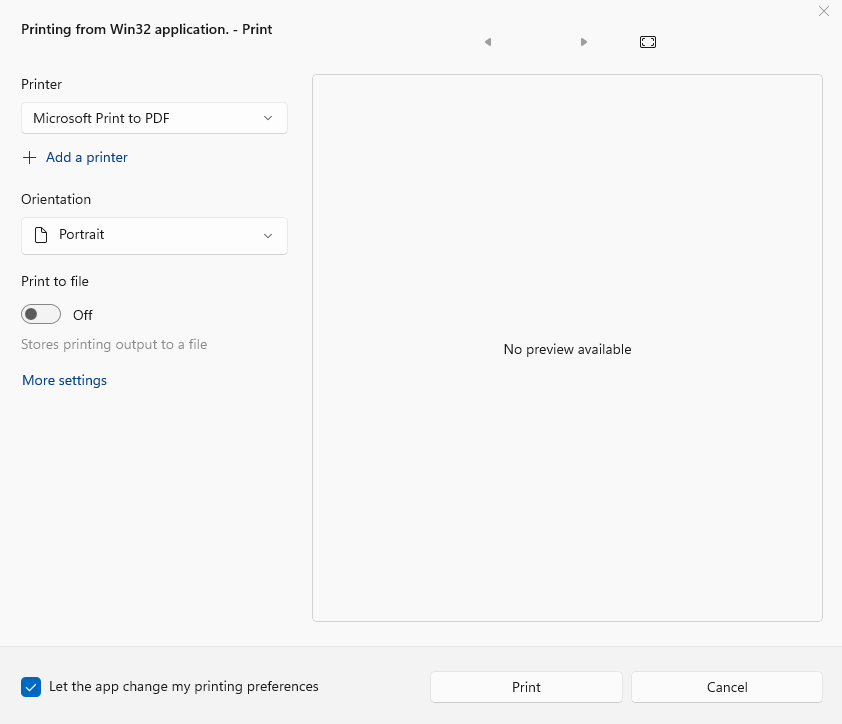 Printing from Win32 application. - Print
Printer
Microsoft Print to PDF
Add a printer
Orientation
Portrait
Print to file
Off
Stores printing output to a file
More settings
No preview available
Let the app change my printing preferences
Print
Cancel